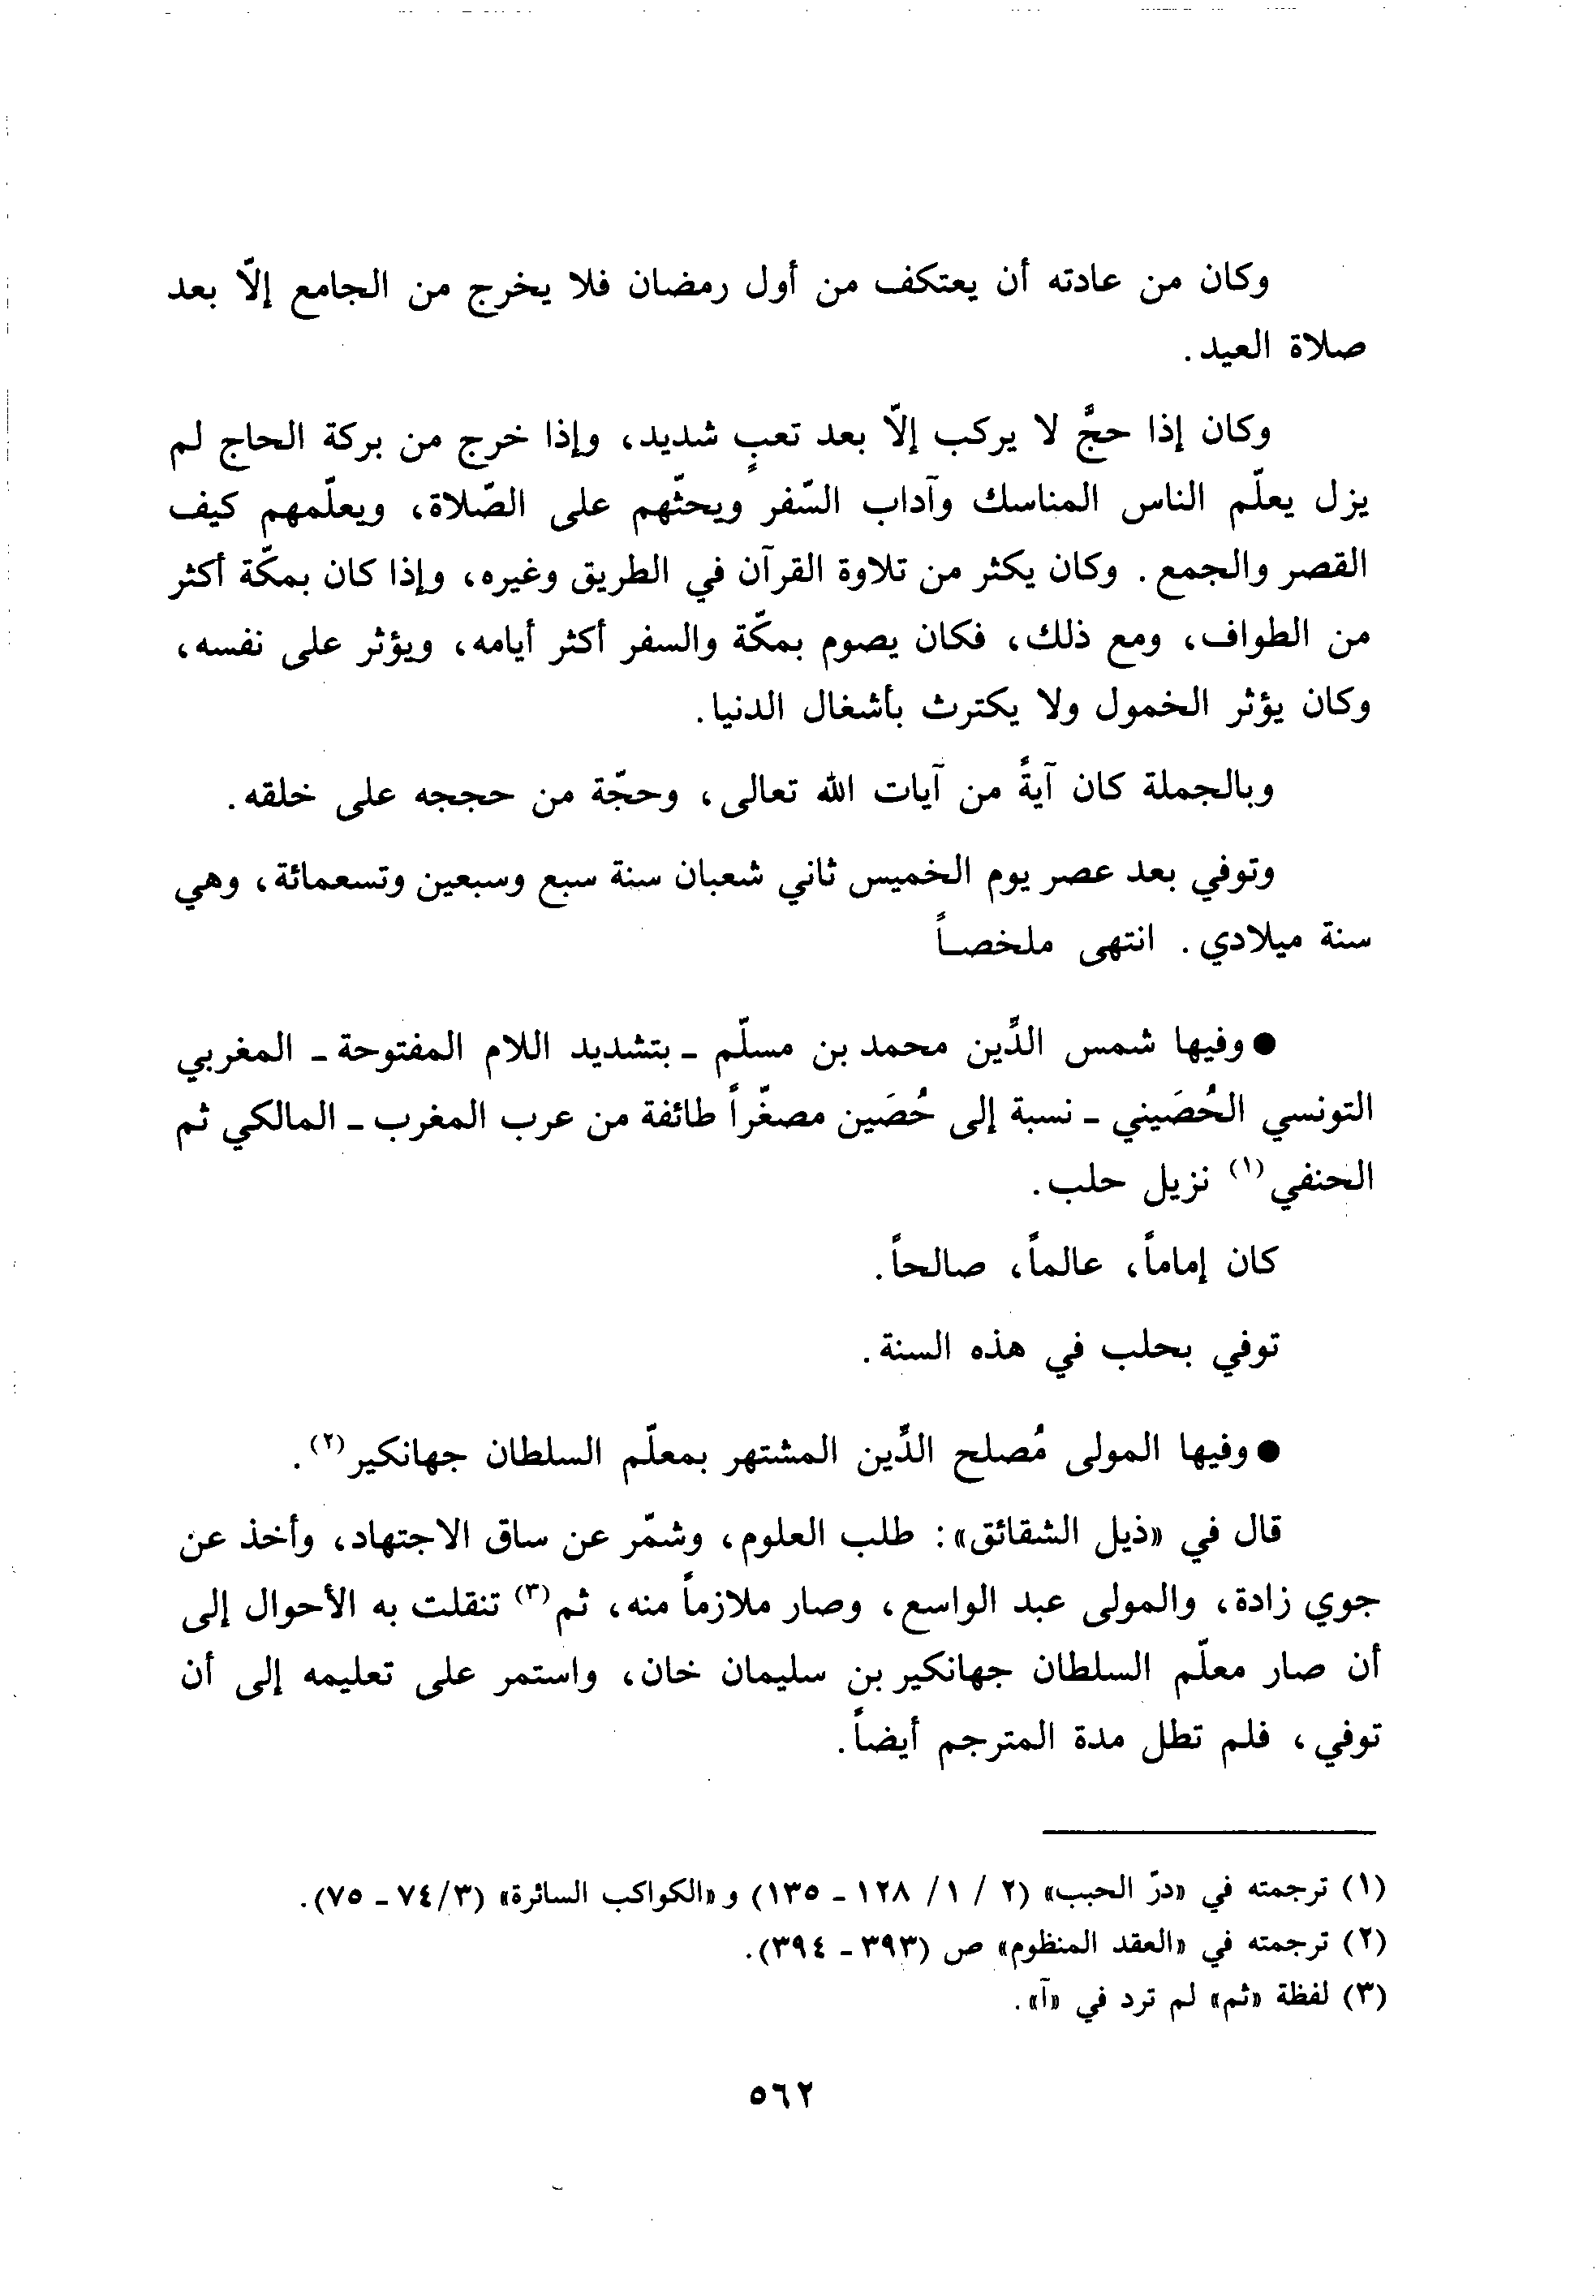 وكان من عادته أن يعتكف من أول رمضان فلا يخرج من الجامع إلّا بعد
صلاة العيد.
وكان إذا حجَّ لا يركب إلّا بعد تعبٍ شديد، وإذا خرج من بركة الحاج لم
يزل يعلّم الناس المناسك وآداب السّفر ويحثّهم على الصّلاة، ويعلّمهم كيف
القصر والجمع. وكان يكثر من تلاوة القرآن في الطريق وغيره، وإذا كان بمكّة أكثر
من الطواف، ومع ذلك، فكان يصوم بمكّة والسفر أكثر أيامه، ويؤثر على نفسه،
وكان يؤثر الخمول ولا يكترث بأشغال الدنيا.
وبالجملة كان آيةً من آيات الله تعالى، وحجّة من حججه على خلقه.
وتوفي بعد عصر يوم الخميس ثاني شعبان سنة سبع وسبعين وتسعمائة، وهي
سنة ميلادي. انتهى ملخصـاً
● وفيها شمس الدِّين محمد بن مسلّم ـ بتشديد اللام المفتوحة ـ المغربي
التونسي الحُصَيني ـ نسبة إلى حُصَين مصغّراً طائفة من عرب المغرب ـ المالكي ثم
الحنفي(١) نزيل حلب.
كان إماماً، عالماً، صالحاً.
توفي بحلب في هذه السنة.
● وفيها المولى مُصلح الدِّين المشتهر بمعلّم السلطان جهانكير(٢).
قال في «ذيل الشقائق»: طلب العلوم، وشمّر عن ساق الاجتهاد، وأخذ عن
جوي زادة، والمولى عبد الواسع، وصار ملازماً منه، ثم(٣) تنقلت به الأحوال إلى
أن صار معلّم السلطان جهانكير بن سليمان خان، واستمر على تعليمه إلى أن
توفي، فلم تطل مدة المترجم أيضاً.
(١) ترجمته في «درّ الحبب» (٢ / ١/ ١٢٨ ـ ١٣٥) و«الكواكب السائرة» (٧٤/٣ ـ ٧٥).
(٢) ترجمته في «العقد المنظوم» ص (٣٩٣ ـ ٣٩٤).
(٣) لفظة «ثم» لم ترد في «آ».
٥٦٢